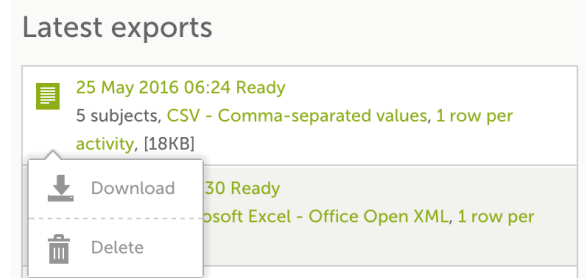 Latest exports
25 May 2016 06:24 Ready
5 subjects, CSV - Comma-separated values, 1 row per
activity, [18KB]
Download
30 Ready
osoft Excel - Office Open XML, 1 row per
Delete